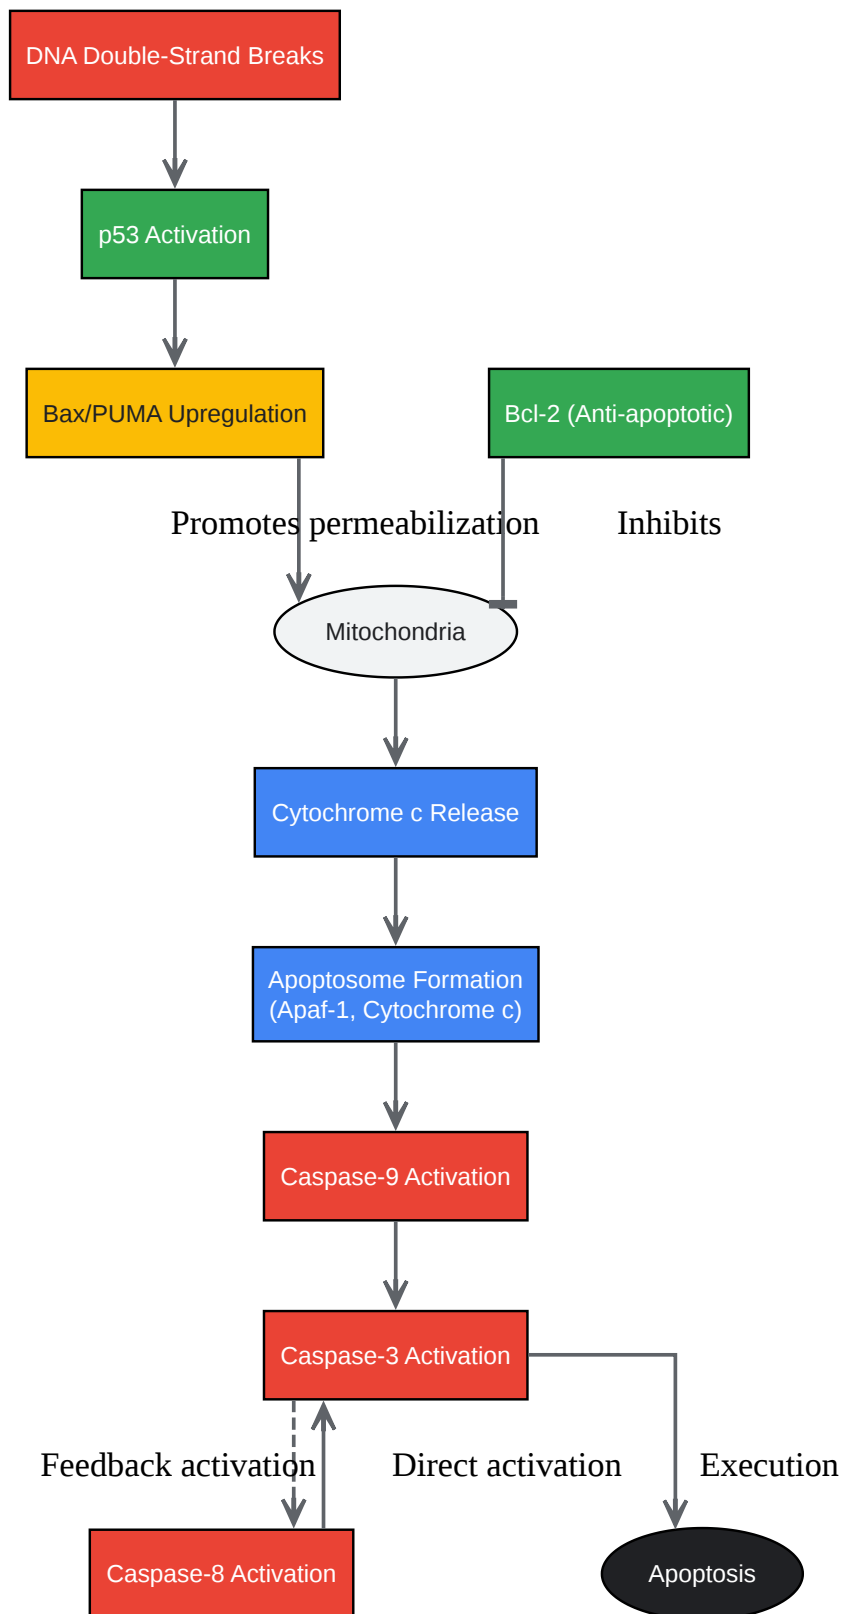 DNA Double-Strand Breaks
p53 Activation
Bax/PUMA Upregulation
Bcl-2 (Anti-apoptotic)
Promotes permeabilization
Inhibits
Mitochondria
Cytochrome c Release
Apoptosome Formation
(Apaf-1, Cytochrome c)
Caspase-9 Activation
Caspase-3 Activation
Feedback activation
Direct activation
Execution
Caspase-8 Activation
Apoptosis